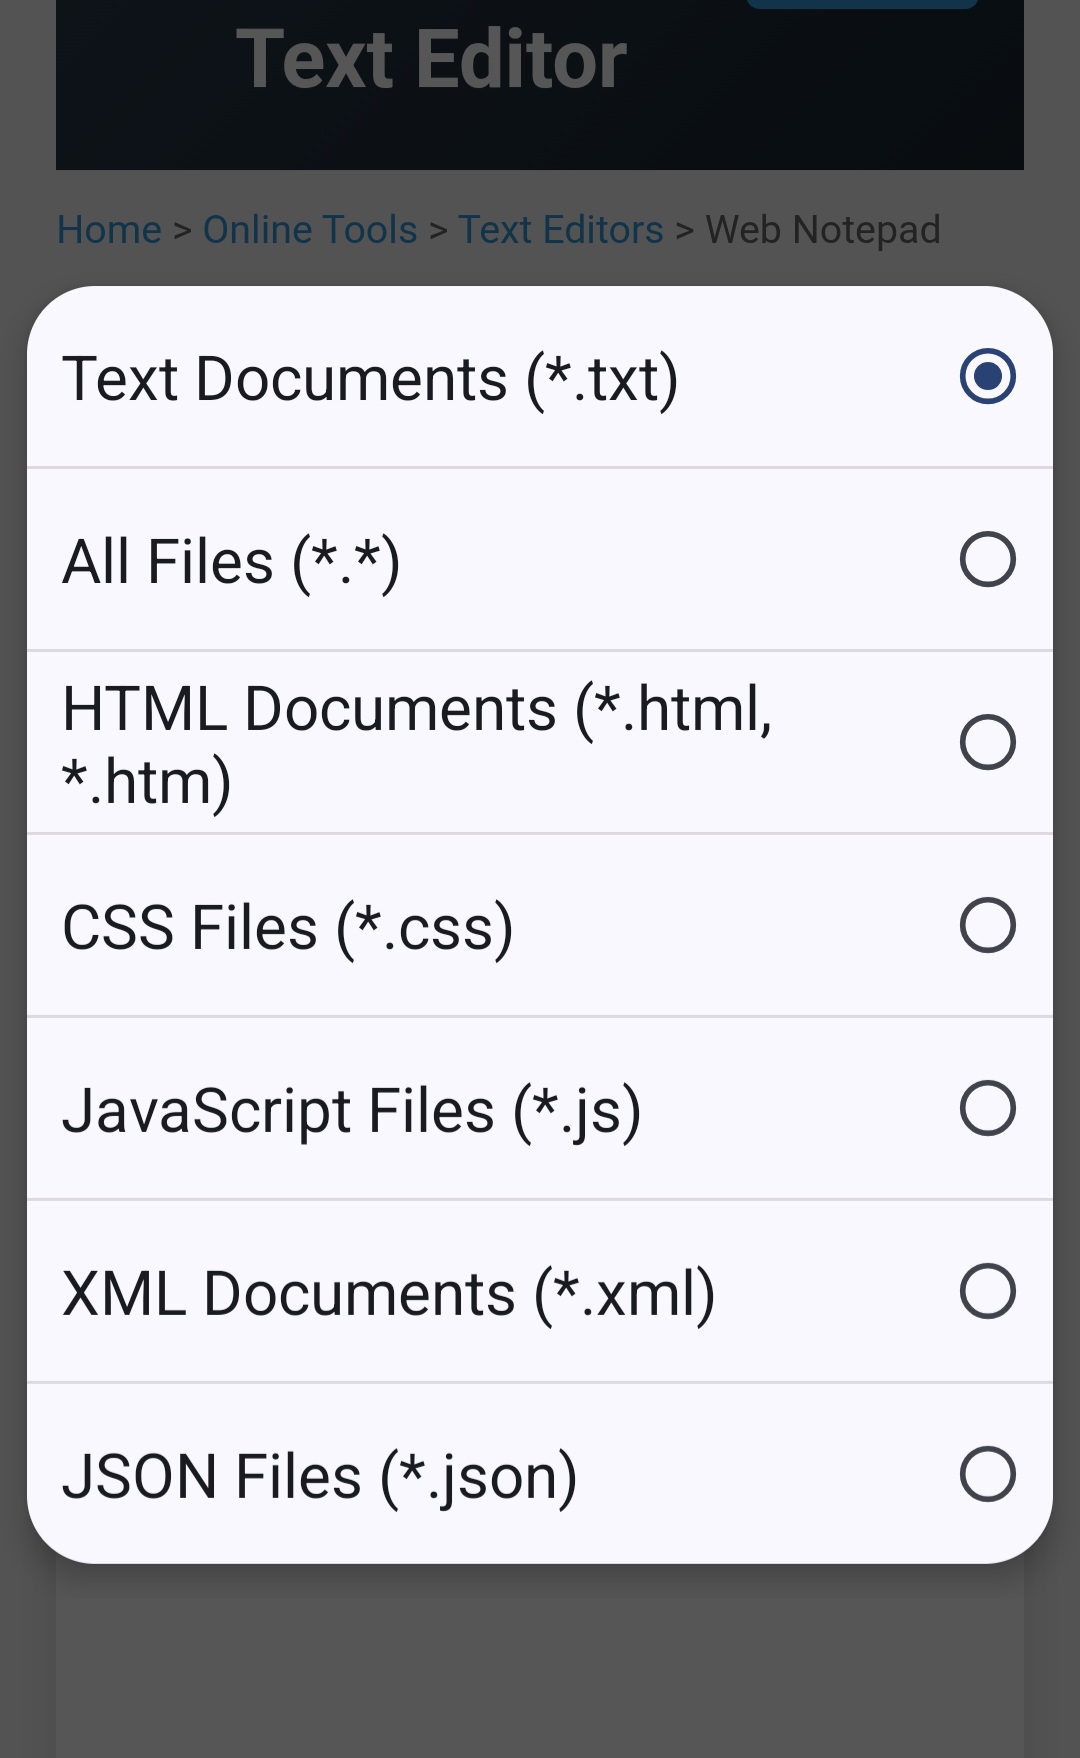 Text Editor
Home > Online Tools > Text Editors > Web Notepad
Text Documents (*.txt)
All Files (*.*)
HTML Documents (*.html,
*.htm)
CSS Files (*.css)
JavaScript Files (*.js)
XML Documents (*.xml)
JSON Files (*.json)